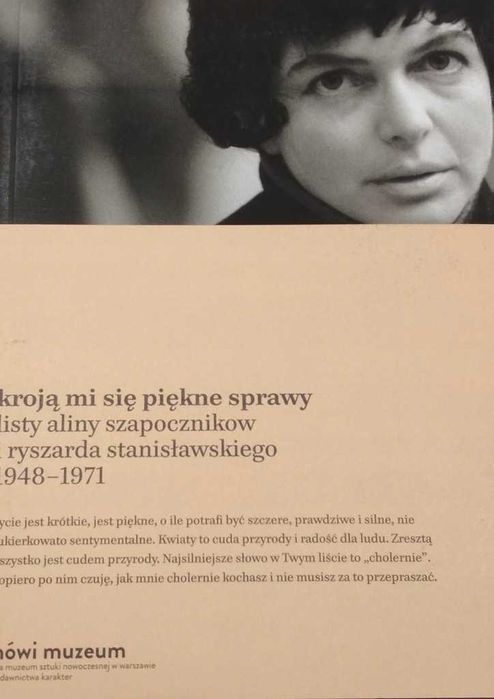 kroją mi się piękne sprawy
listy aliny szapocznikow
i ryszarda stanisławskiego
1948–1971
ycie jest krótkie, jest piękne, o ile potrafi być szczere, prawdziwe i silne, nie
ukierkowato sentymentalne. Kwiaty to cuda przyrody i radość dla ludu. Zresztą
szystko jest cudem przyrody. Najsilniejsze słowo w Twym liście to „cholernie”.
opiero po nim czuję, jak mnie cholernie kochasz i nie musisz za to przepraszać.
mówi muzeum
a muzeum sztuki nowoczesnej w warszawie
dawnictwa karakter